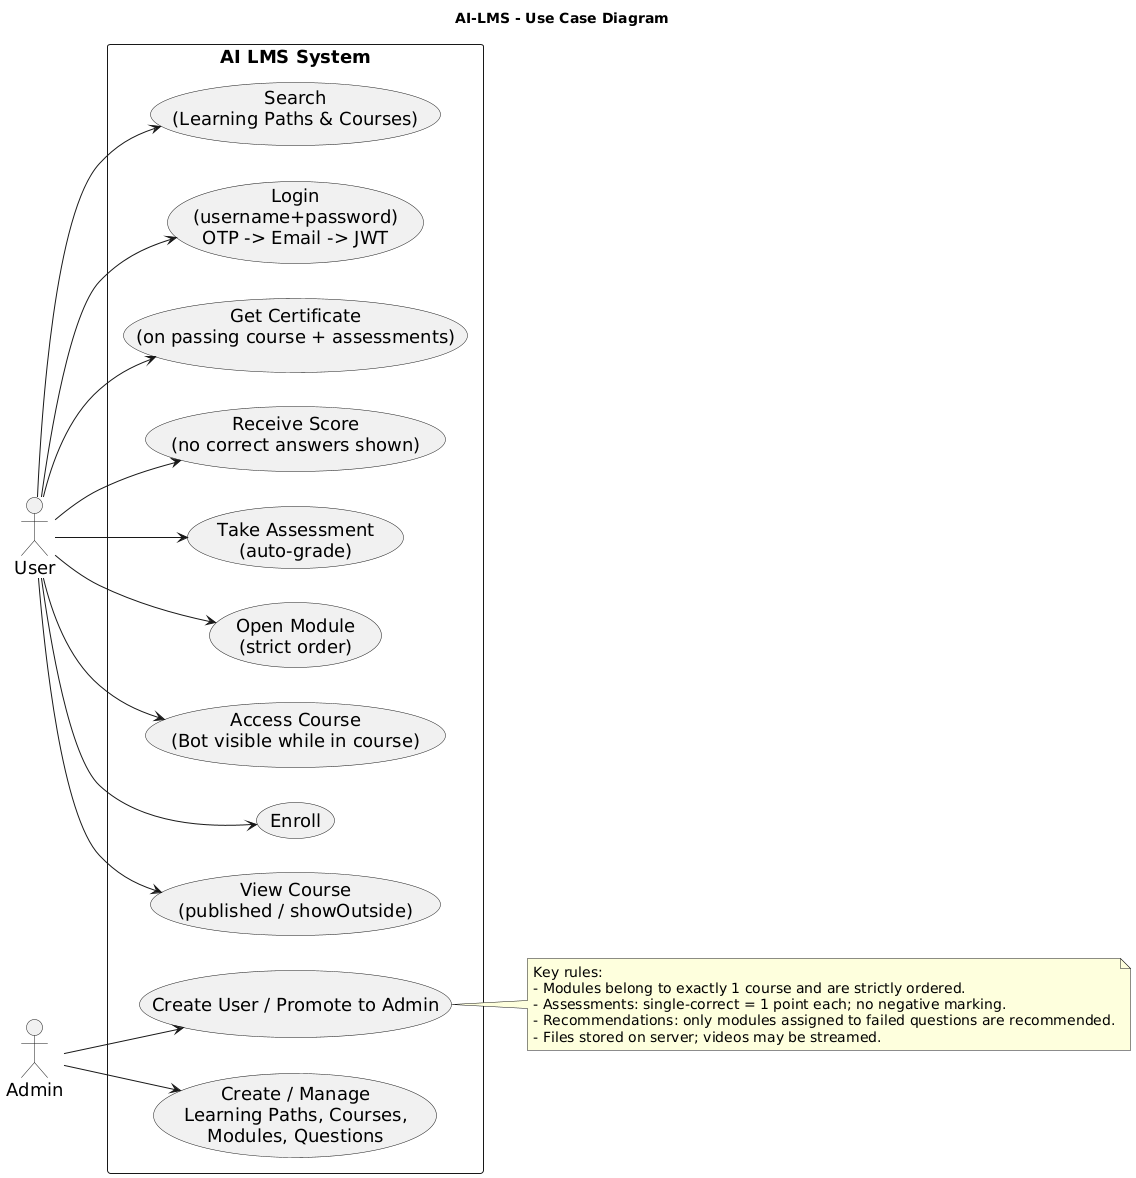 AI-LMS - Use Case Diagram
AI LMS System
Search
(Learning Paths & Courses)
Login
(username+password)
OTP -> Email -> JWT
Get Certificate
(on passing course + assessments)
Receive Score
(no correct answers shown)
Take Assessment
(auto-grade)
User
Open Module
(strict order)
Access Course
(Bot visible while in course)
Enroll
View Course
(published / showOutside)
Create User / Promote to Admin
Key rules:
- Modules belong to exactly 1 course and are strictly ordered.
- Assessments: single-correct = 1 point each; no negative marking.
- Recommendations: only modules assigned to failed questions are recommended.
- Files stored on server; videos may be streamed.
Admin
Create / Manage
Learning Paths, Courses,
Modules, Questions